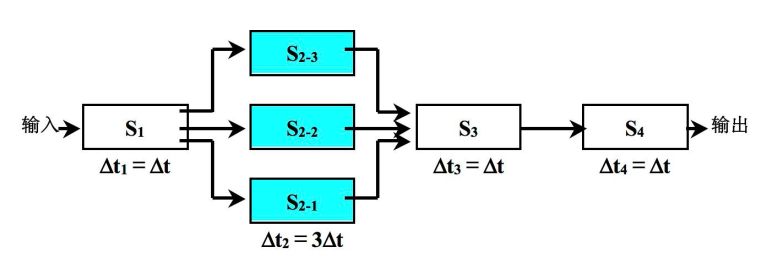 S2-3
输入
S1
S2-2
S3
S4
输出
Δt1 = Δt
Δt3 = Δt
Δt4 = Δt
S2-1
Δt2 = 3Δt